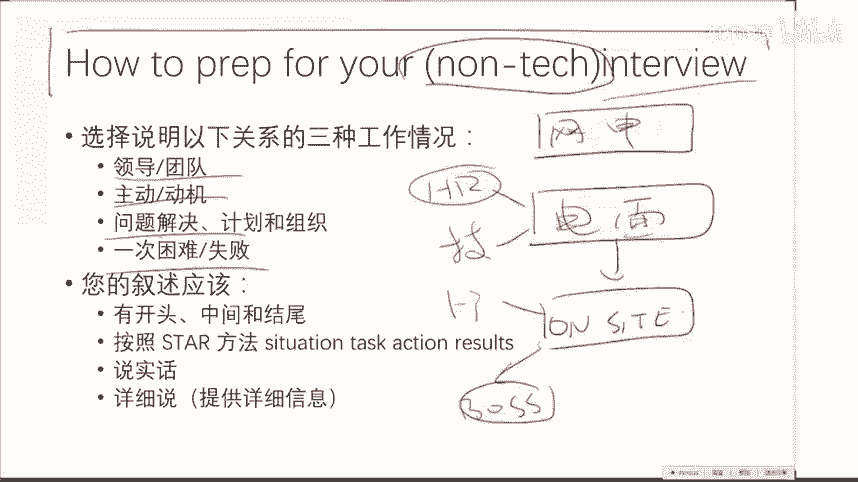 How to prep for your (non-tech)interview
• 选择说明以下关系的三种工作情况：
• 领导/团队
• 主动/动机
• 问题解决、计划和组织
• 一次困难/失败
• 您的叙述应该：
• 有开头、中间和结尾
• 按照 STAR 方法 situation task action results
• 说实话
• 详细说（提供详细信息）
网申
HR
电面
技
ON SITE
BOSS